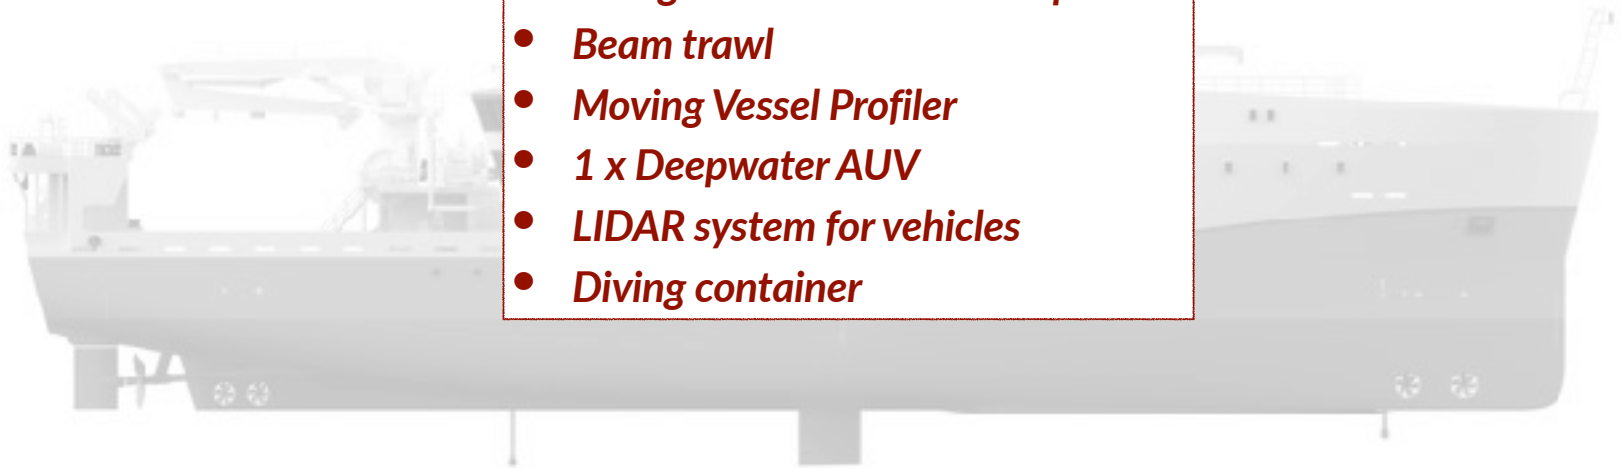 • Beam trawl
• Moving Vessel Profiler
• 1 x Deepwater AUV
• LIDAR system for vehicles
• Diving container